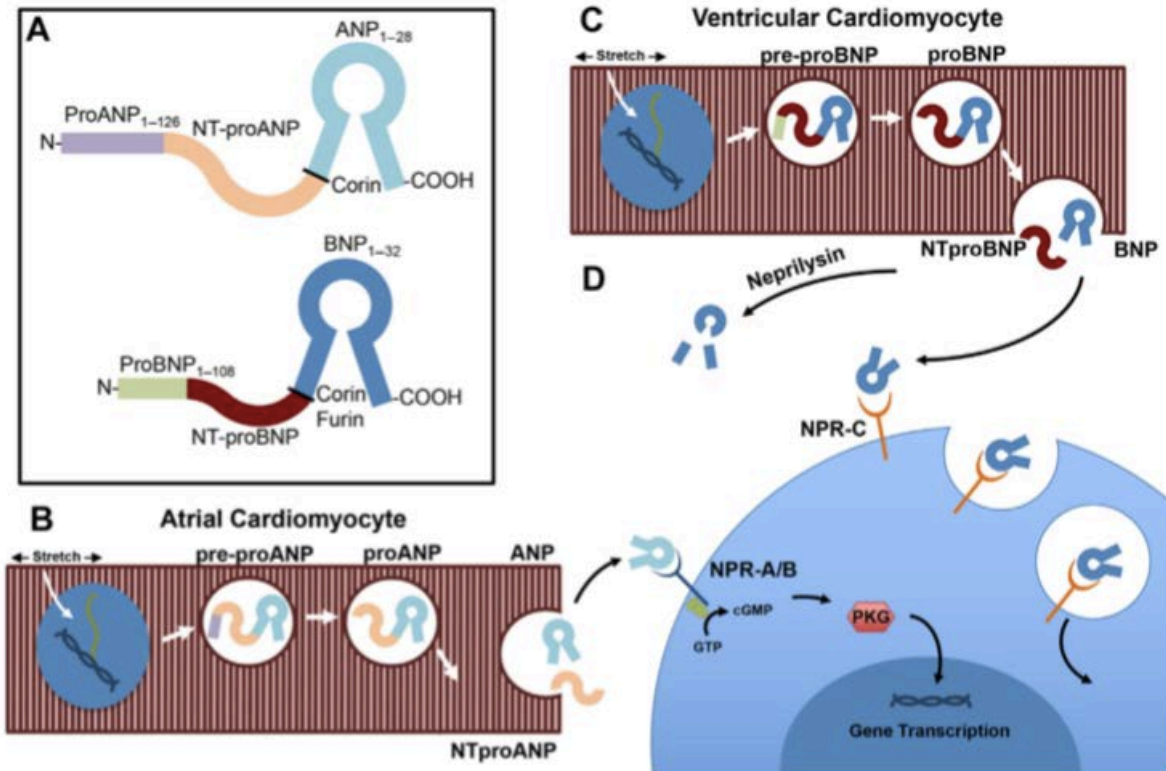 A
ANP1–28
ProANP1–126
NT-proANP
N-
Corin
-COOH
BNP1–32
ProBNP1–108
N-
Corin
-COOH
Furin
NT-proBNP
B
Atrial Cardiomyocyte
Stretch
pre-proANP
proANP
ANP
NTproANP
C
Ventricular Cardiomyocyte
Stretch
pre-proBNP
proBNP
NTproBNP
BNP
D
Neprilysin
NPR-C
NPR-A/B
cGMP
GTP
PKG
Gene Transcription